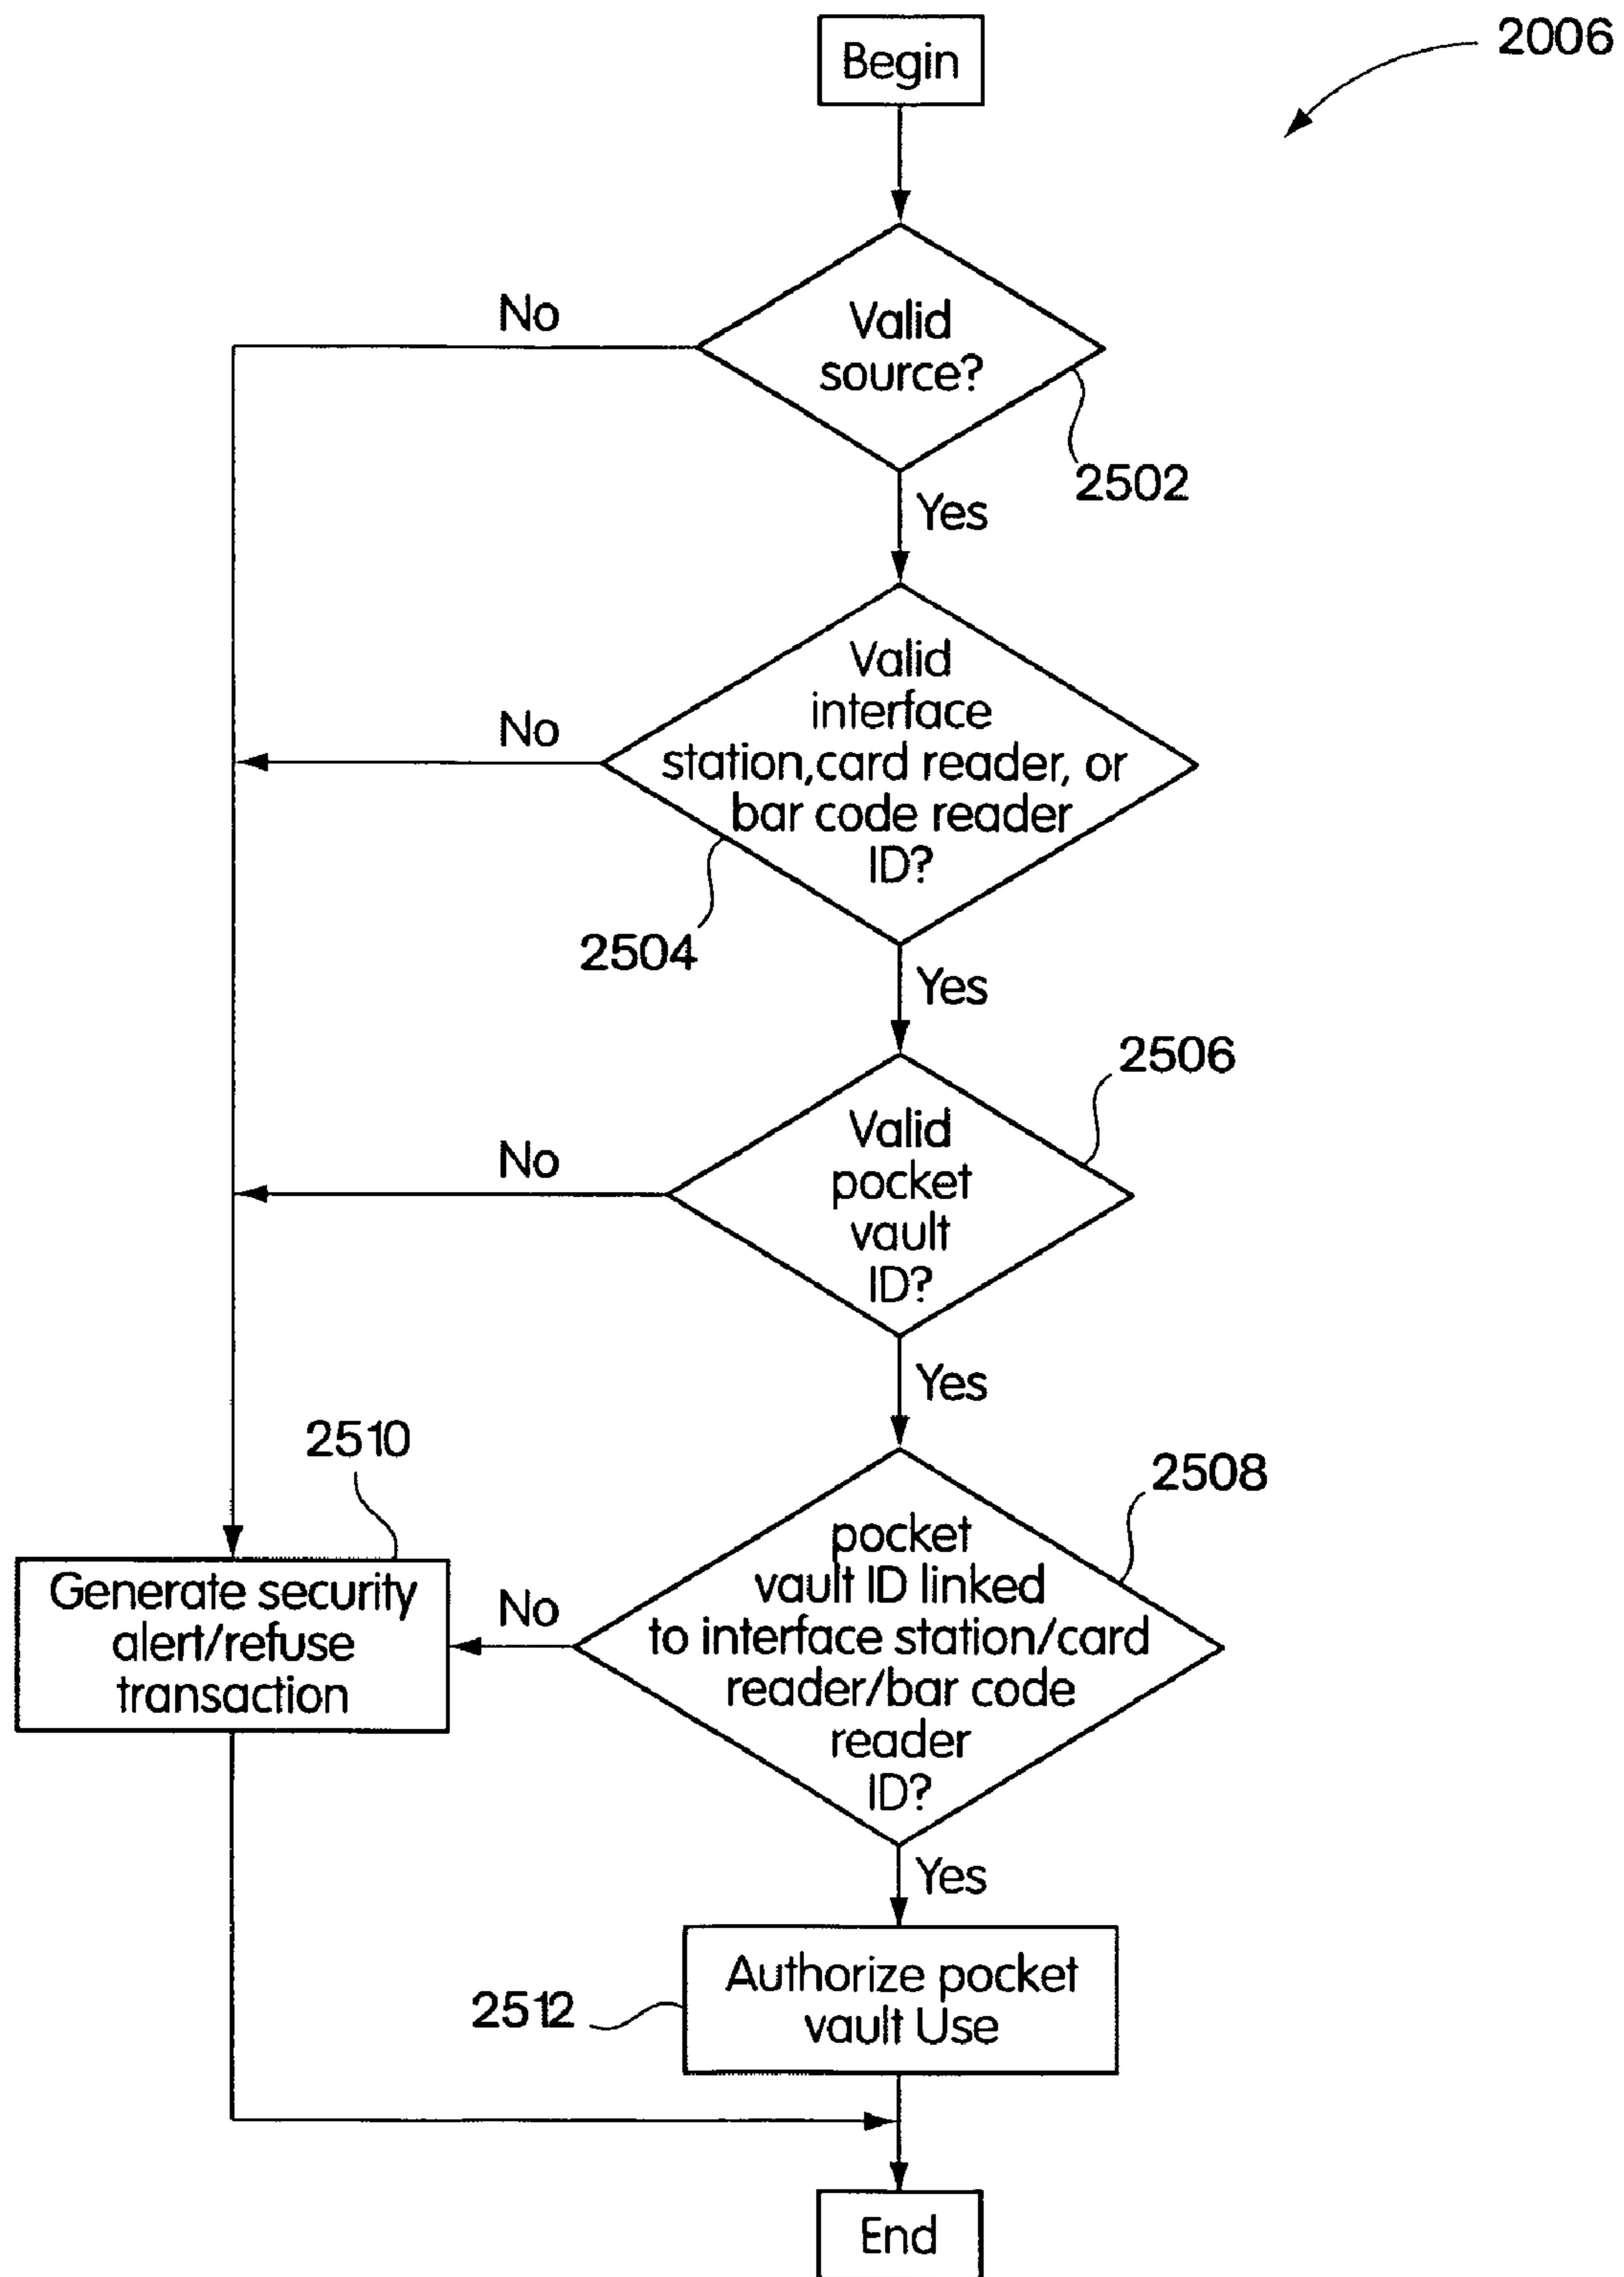 2006
Begin
Valid
source?
No
2502
Yes
Valid
interface
station,card reader, or
bar code reader
ID?
No
2504
Yes
2506
Valid
pocket
vault
ID?
No
Yes
2510
2508
pocket
vault ID linked
to interface station/card
reader/bar code
reader
ID?
No
Generate security
alert/refuse
transaction
Yes
Authorize pocket
vault Use
2512
End